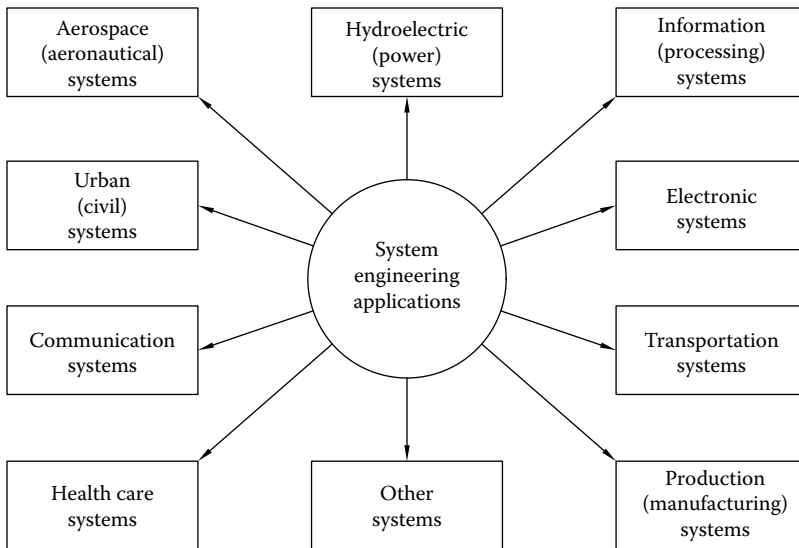 Aerospace
(aeronautical)
systems
Hydroelectric
(power)
systems
Information
(processing)
systems
Urban
(civil)
systems
Electronic
systems
System
engineering
applications
Communication
systems
Transportation
systems
Health care
systems
Other
systems
Production
(manufacturing)
systems